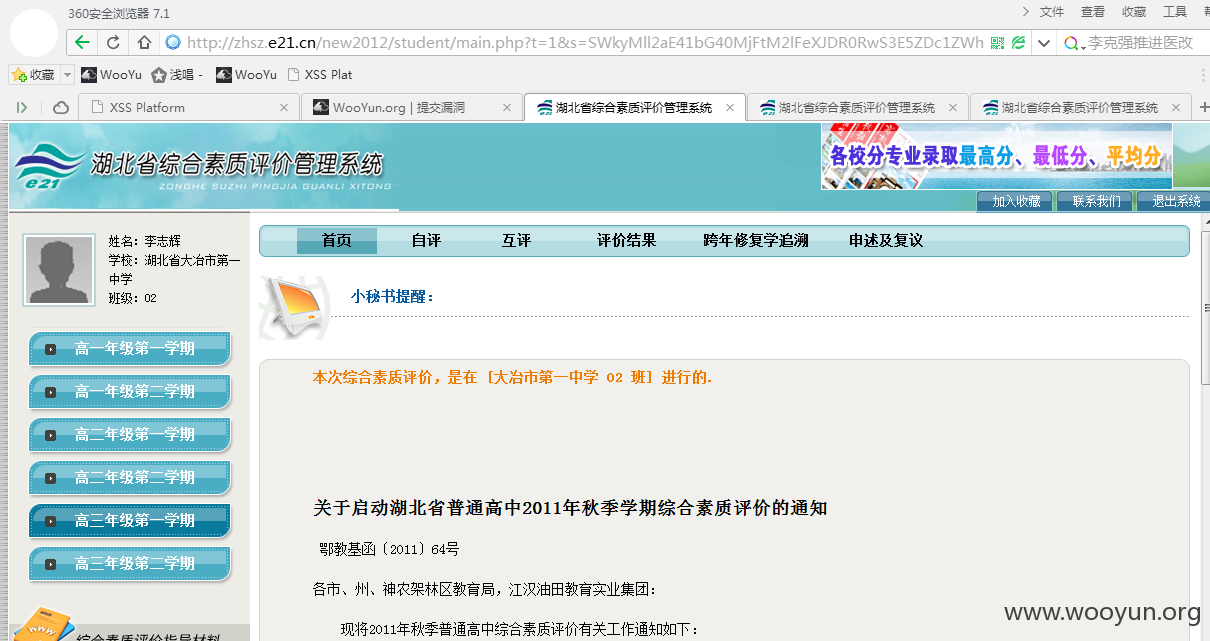 360安全浏览器 7.1
文件 查看 收藏 工具
http://zhsz.e21.cn/new2012/student/main.php?t=1&s=SWkyMll2aE41bG40MjFtM2lFeXJDR0RwS3E5ZDc1ZWh
李克强推进医改
收藏 WooYu 浅唱 - WooYu XSS Plat
XSS Platform
WooYun.org | 提交漏洞
湖北省综合素质评价管理系统
湖北省综合素质评价管理系统
湖北省综合素质评价管理系统
e21 湖北省综合素质评价管理系统
ZONGHE SUZHI PINGJIA GUANLI XITONG
各校分专业录取最高分、最低分、平均分
加入收藏 联系我们 退出系统
姓名：李志辉
学校：湖北省大冶市第一
中学
班级：02
首页 自评 互评 评价结果 跨年修复学追溯 申述及复议
小秘书提醒：
高一年级第一学期
高一年级第二学期
高二年级第一学期
高二年级第二学期
高三年级第一学期
高三年级第二学期
WWW
综合素质评价指导材料
本次综合素质评价，是在 [大冶市第一中学 02 班] 进行的.
关于启动湖北省普通高中2011年秋季学期综合素质评价的通知
鄂教基函〔2011〕64号
各市、州、神农架林区教育局，江汉油田教育实业集团：
现将2011年秋季普通高中综合素质评价有关工作通知如下：
www.wooyun.org